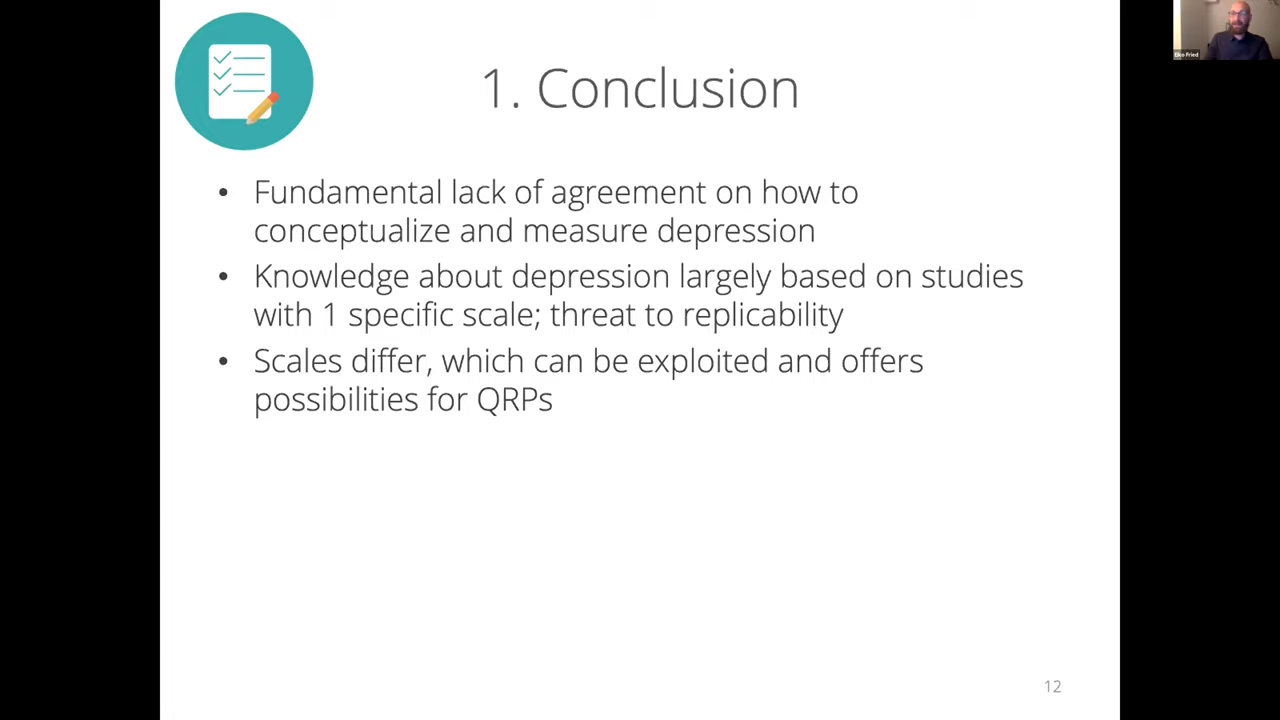 1. Conclusion
• Fundamental lack of agreement on how to
conceptualize and measure depression
• Knowledge about depression largely based on studies
with 1 specific scale; threat to replicability
• Scales differ, which can be exploited and offers
possibilities for QRPs
12
Eiko Fried